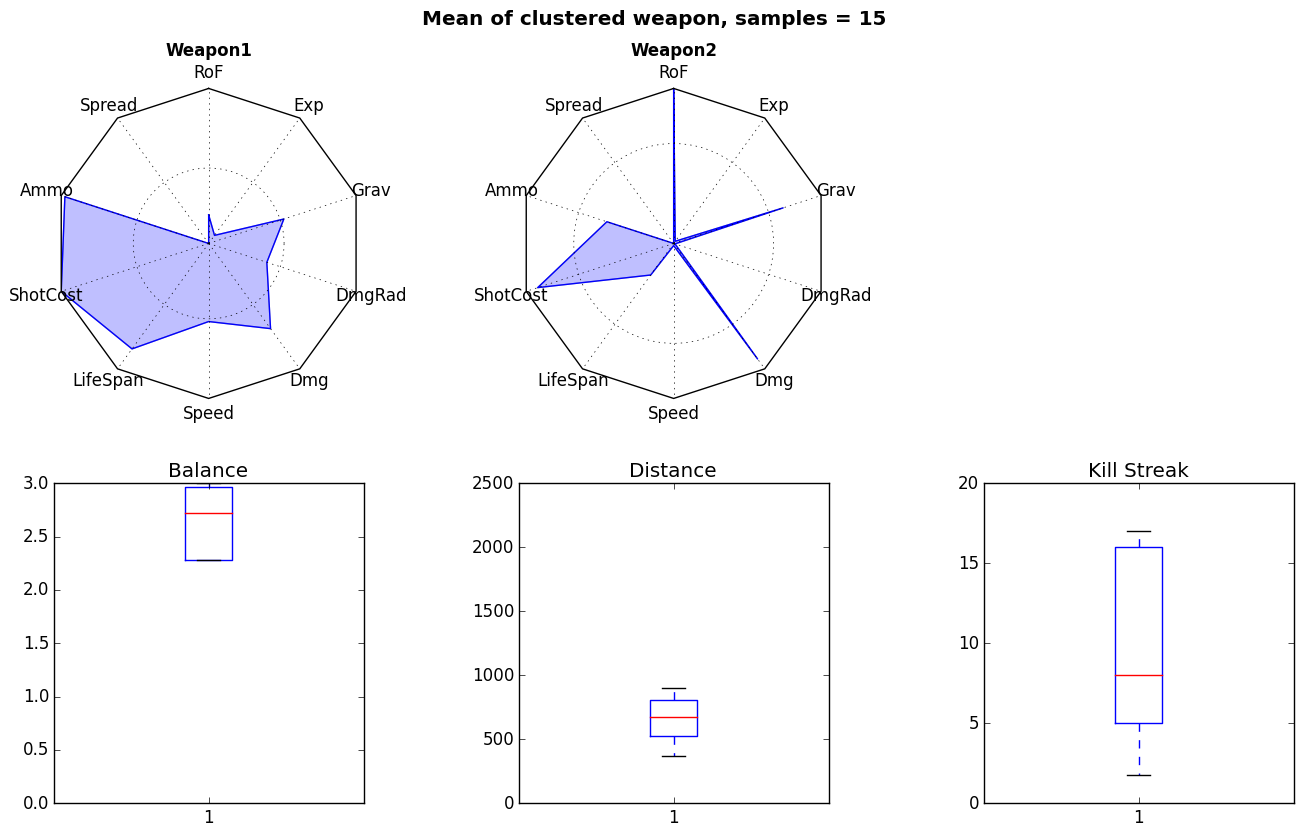 Mean of clustered weapon, samples = 15
Weapon1
RoF
Spread
Exp
Ammo
Grav
ShotCost
DmgRad
LifeSpan
Dmg
Speed
Weapon2
RoF
Spread
Exp
Ammo
Grav
ShotCost
DmgRad
LifeSpan
Dmg
Speed
Balance
3.0
2.5
2.0
1.5
1.0
0.5
0.0
1
Distance
2500
2000
1500
1000
500
0
1
Kill Streak
20
15
10
5
0
1